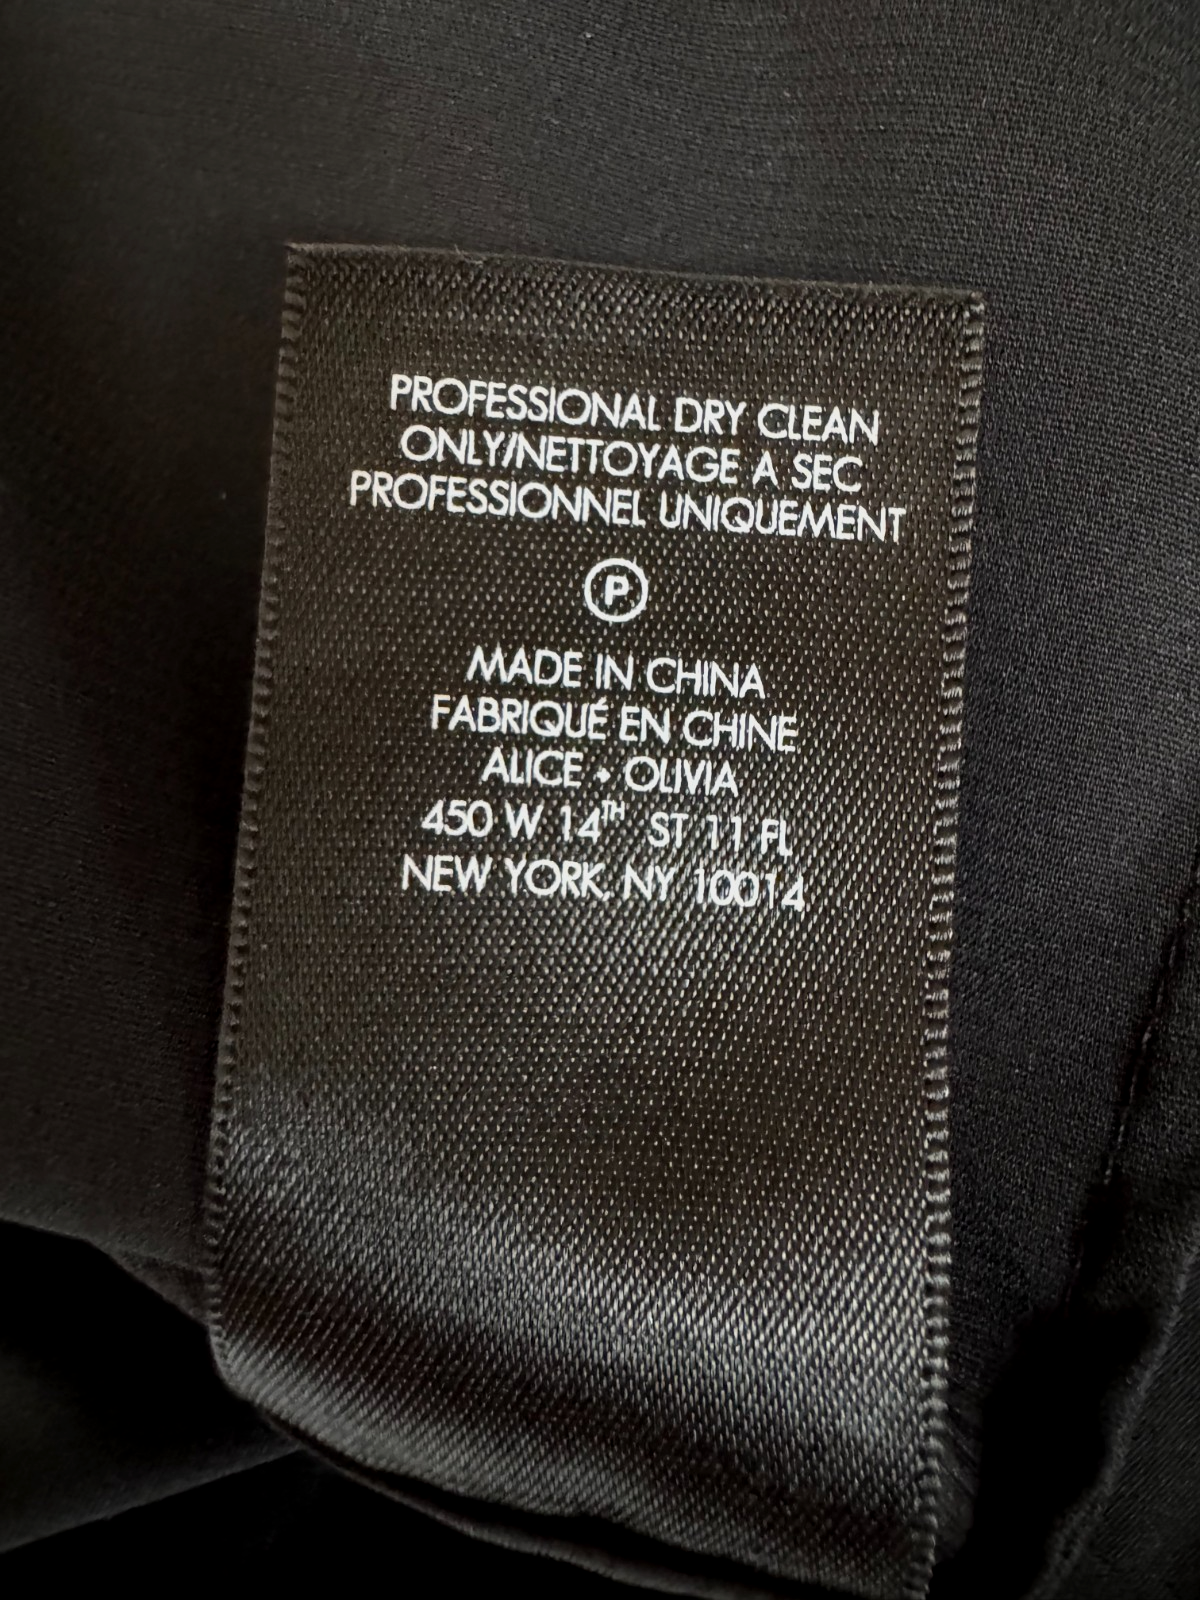 PROFESSIONAL DRY CLEAN
ONLY/NETTOYAGE A SEC
PROFESSIONNEL UNIQUEMENT
P
MADE IN CHINA
FABRIQUÉ EN CHINE
ALICE + OLIVIA
450 W 14TH ST 11 FL
NEW YORK, NY 10014